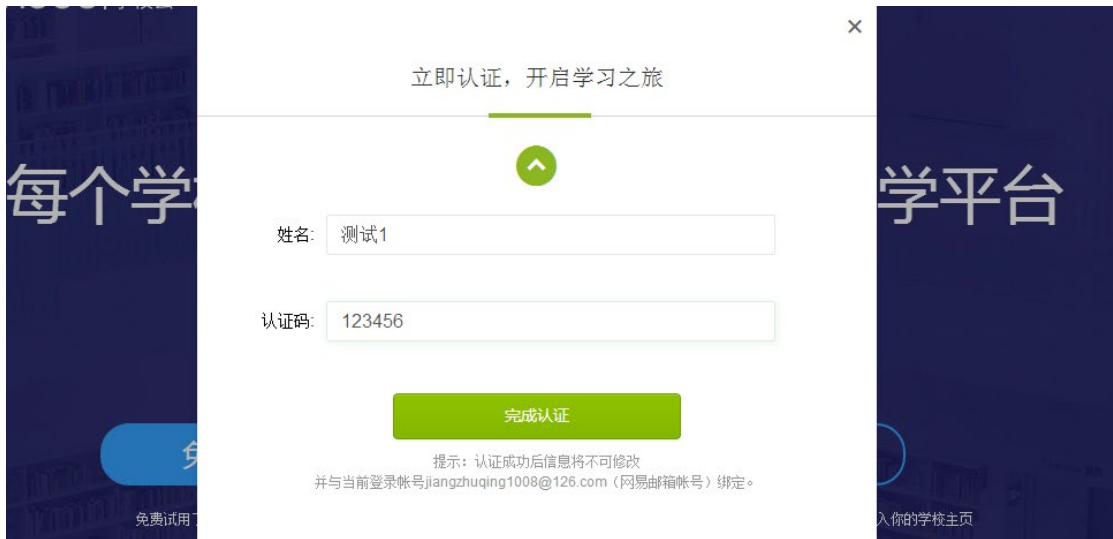 立即认证，开启学习之旅
每个学
学平台
姓名:
测试1
认证码:
123456
完成认证
提示：认证成功后信息将不可修改
并与当前登录帐号jiangzhuqing1008@126.com（网易邮箱帐号）绑定。
免费试用
入你的学校主页